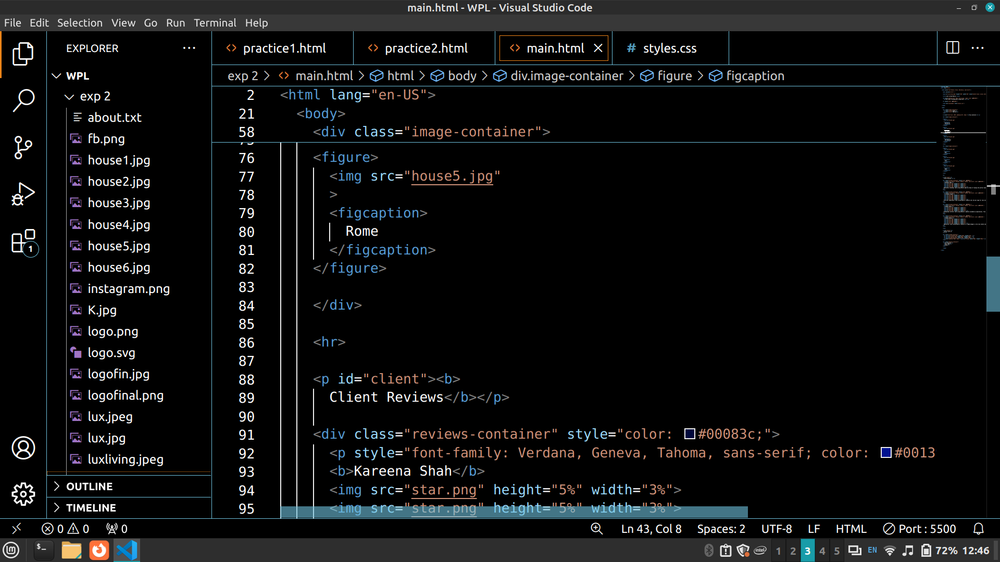 main.html - WPL - Visual Studio Code
File Edit Selection View Go Run Terminal Help
EXPLORER
practice1.html
practice2.html
main.html
# styles.css
exp 2 > main.html > html > body > div.image-container > figure > figcaption
WPL
exp 2
about.txt
fb.png
house1.jpg
house2.jpg
house3.jpg
house4.jpg
house5.jpg
house6.jpg
instagram.png
K.jpg
logo.png
logo.svg
logofin.jpg
logofinal.png
lux.jpeg
lux.jpg
luxliving.jpeg
OUTLINE
TIMELINE
1
2 <html lang="en-US">
21 <body>
58 <div class="image-container">
76 <figure>
77 <img src="house5.jpg"
78 >
79 <figcaption>
80 Rome
81 </figcaption>
82 </figure>
83
84 </div>
85
86 <hr>
87
88 <p id="client"><b>
89 Client Reviews</b></p>
90
91 <div class="reviews-container" style="color: #00083c;">
92 <p style="font-family: Verdana, Geneva, Tahoma, sans-serif; color: #0013
93 <b>Kareena Shah</b>
94 <img src="star.png" height="5%" width="3%">
95 <img src="star.png" height="5%" width="3%">
0 0 0 Ln 43, Col 8 Spaces: 2 UTF-8 LF HTML Port : 5500
intel 1 2 3 4 5 EN 72% 12:46